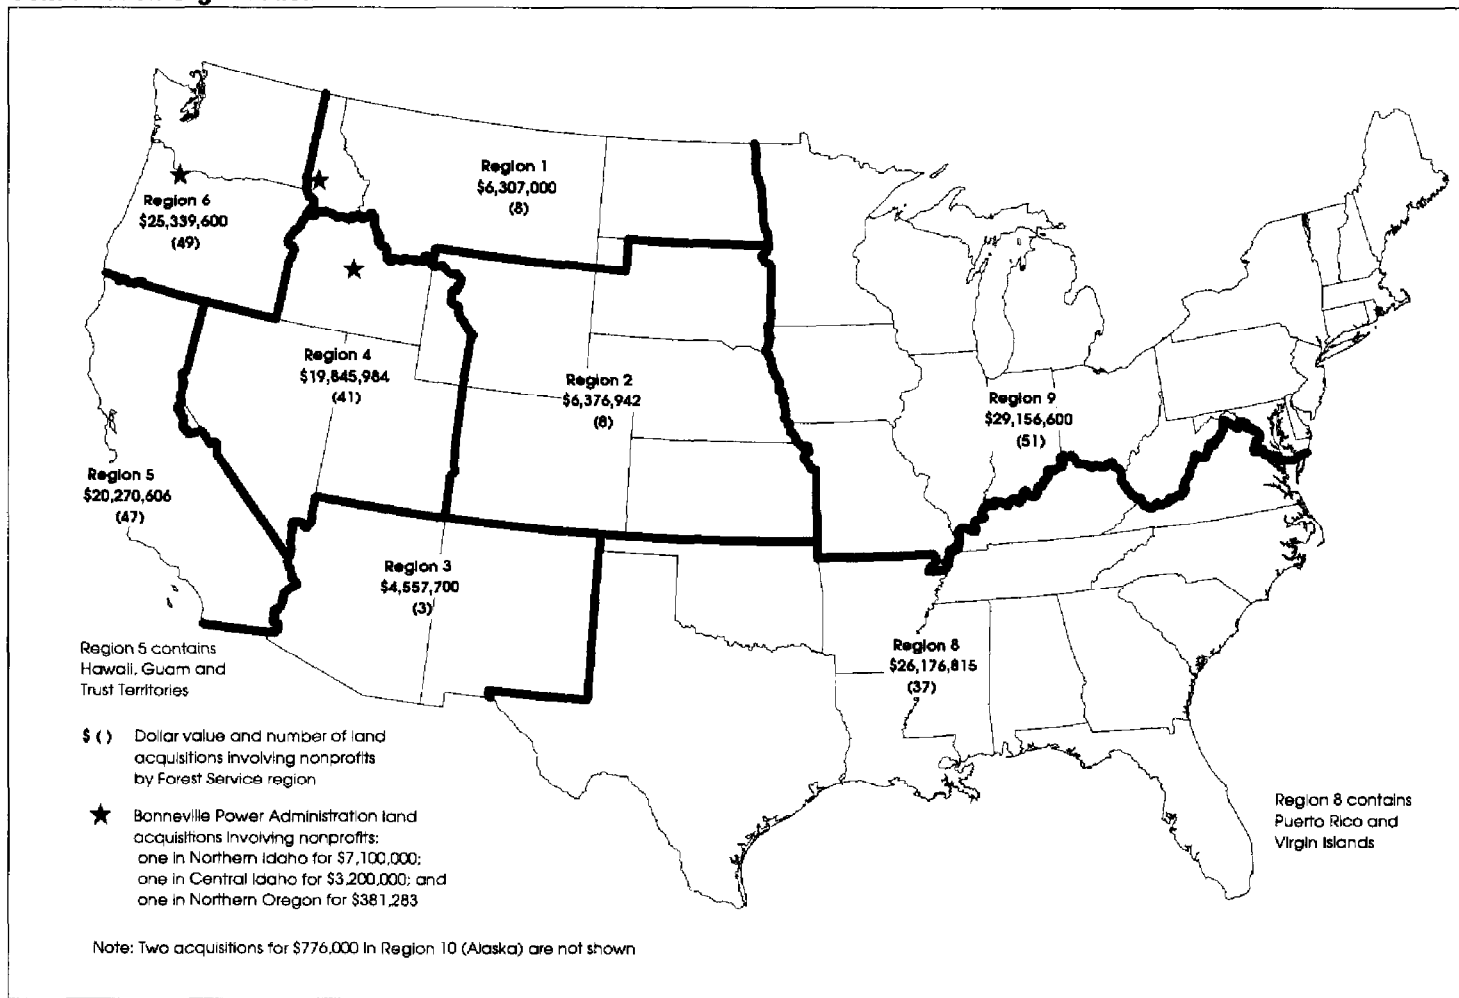 Region 1
$6,307,000
(8)
Region 6
$25,339,600
(49)
Region 4
$19,845,984
(41)
Region 2
$6,376,942
(8)
Region 9
$29,156,600
(51)
Region 5
$20,270,606
(47)
Region 3
$4,557,700
(3)
Region 8
$26,176,815
(37)
Region 5 contains
Hawaii, Guam and
Trust Territories
$ ( ) Dollar value and number of land
acquisitions involving nonprofits
by Forest Service region
★ Bonneville Power Administration land
acquisitions involving nonprofits:
one in Northern Idaho for $7,100,000;
one in Central Idaho for $3,200,000; and
one in Northern Oregon for $381,283
Region 8 contains
Puerto Rico and
Virgin Islands
Note: Two acquisitions for $776,000 in Region 10 (Alaska) are not shown